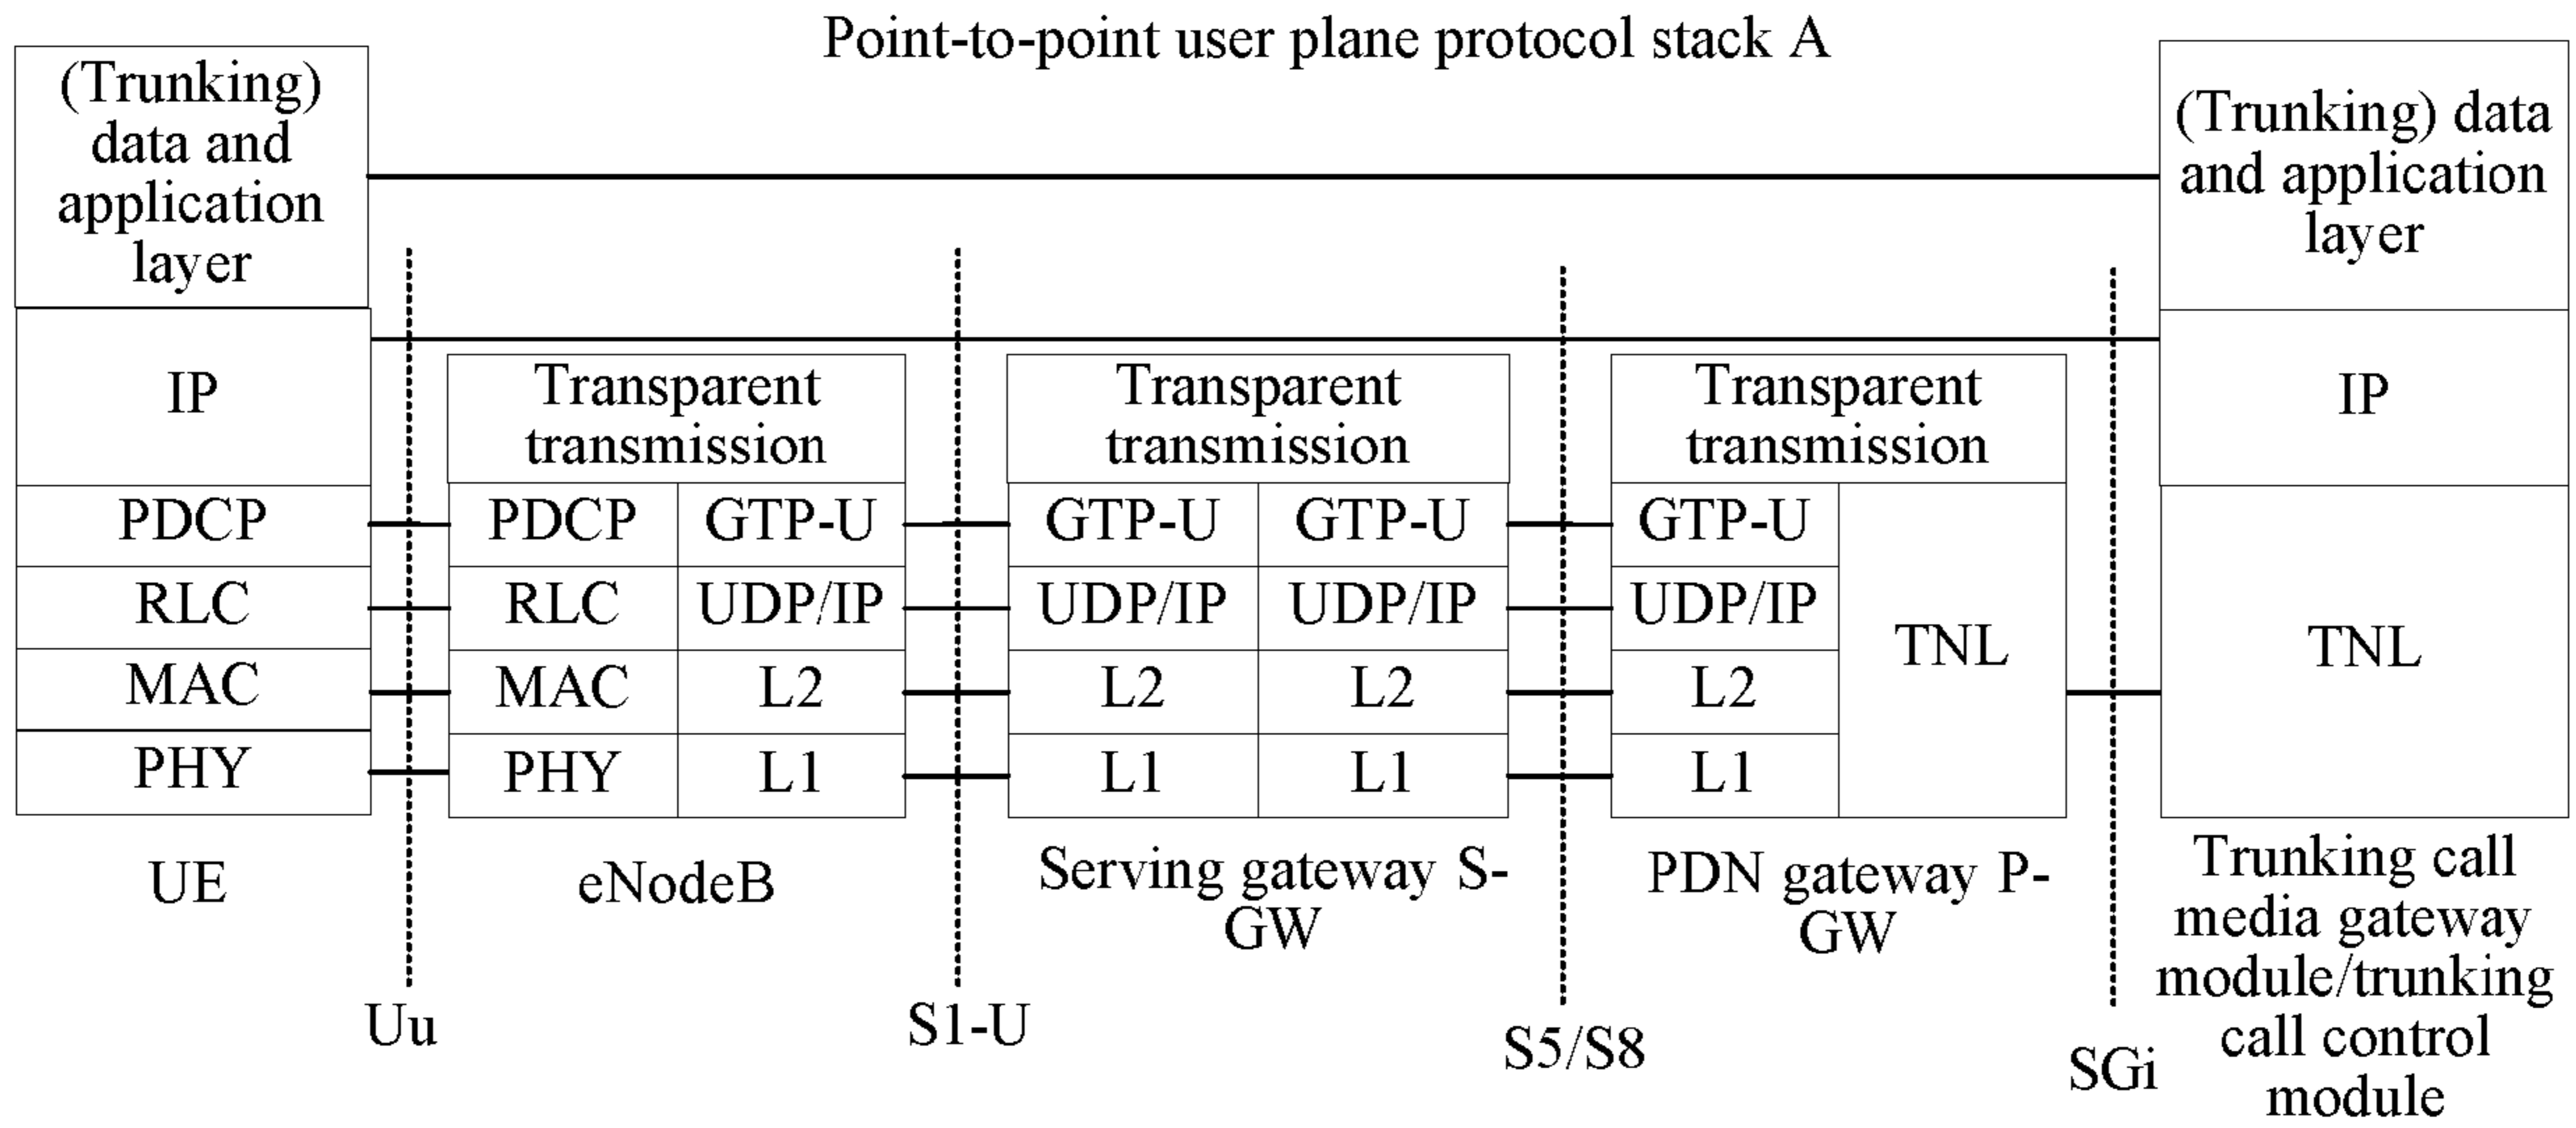 Point-to-point user plane protocol stack A
(Trunking)
data and
application
layer
IP
PDCP
RLC
MAC
PHY
UE
Uu
Transparent
transmission
PDCP
GTP-U
RLC
UDP/IP
MAC
L2
PHY
L1
eNodeB
S1-U
Transparent
transmission
GTP-U
GTP-U
UDP/IP
UDP/IP
L2
L2
L1
L1
Serving gateway S-
GW
S5/S8
Transparent
transmission
GTP-U
UDP/IP
L2
L1
TNL
PDN gateway P-
GW
SGi
(Trunking) data
and application
layer
IP
TNL
Trunking call
media gateway
module/trunking
call control
module